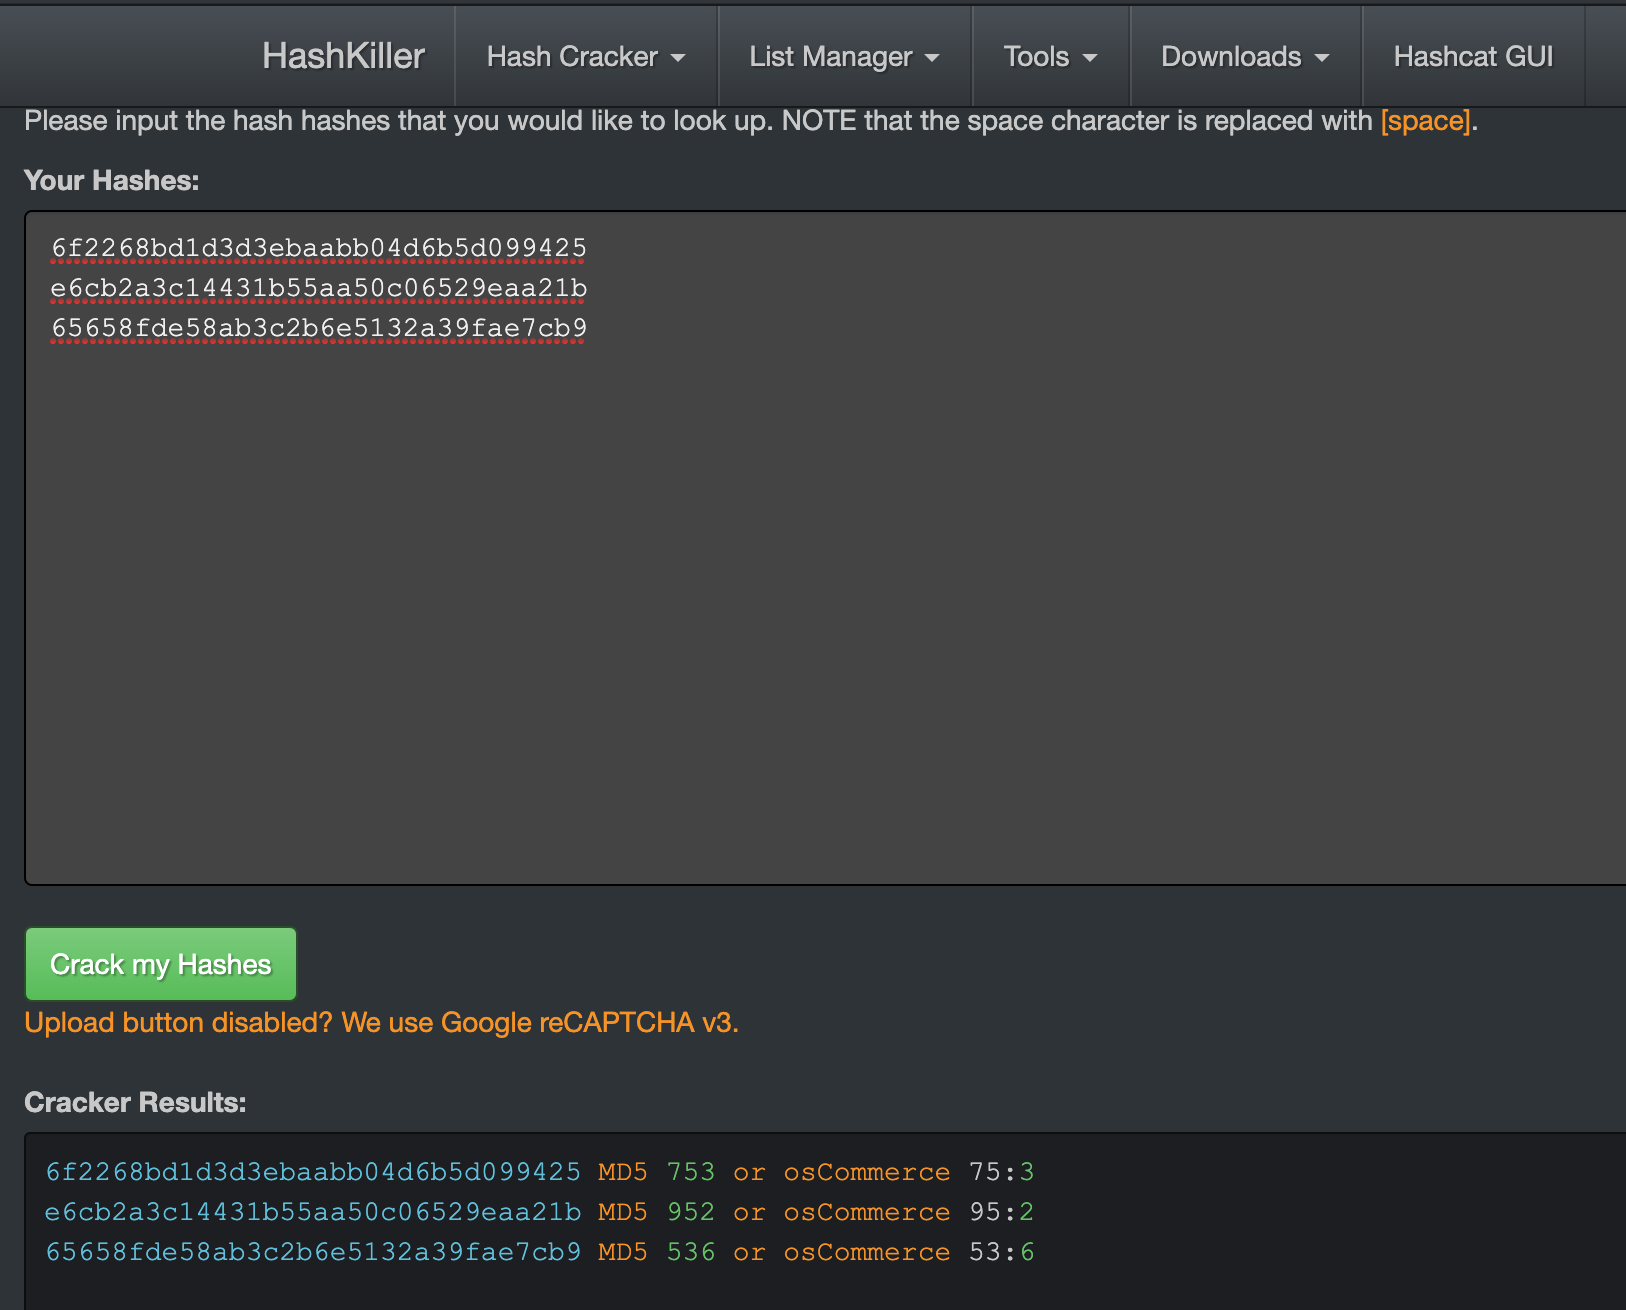 HashKiller Hash Cracker List Manager Tools Downloads Hashcat GUI
Please input the hash hashes that you would like to look up. NOTE that the space character is replaced with [space].
Your Hashes:
6f2268bd1d3d3ebaabb04d6b5d099425
e6cb2a3c14431b55aa50c06529eaa21b
65658fde58ab3c2b6e5132a39fae7cb9
Crack my Hashes
Upload button disabled? We use Google reCAPTCHA v3.
Cracker Results:
6f2268bd1d3d3ebaabb04d6b5d099425 MD5 753 or osCommerce 75:3
e6cb2a3c14431b55aa50c06529eaa21b MD5 952 or osCommerce 95:2
65658fde58ab3c2b6e5132a39fae7cb9 MD5 536 or osCommerce 53:6